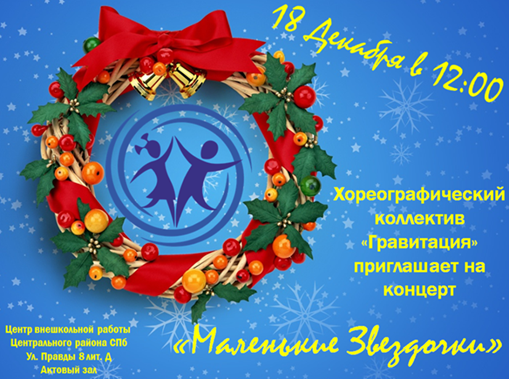 18 Декабря в 12:00
Хореографический
коллектив
«Гравитация»
приглашает на
концерт
«Маленькие Звездочки»
Центр внешкольной работы
Центрального района СПб
Ул. Правды 8 лит, Д
Актовый зал